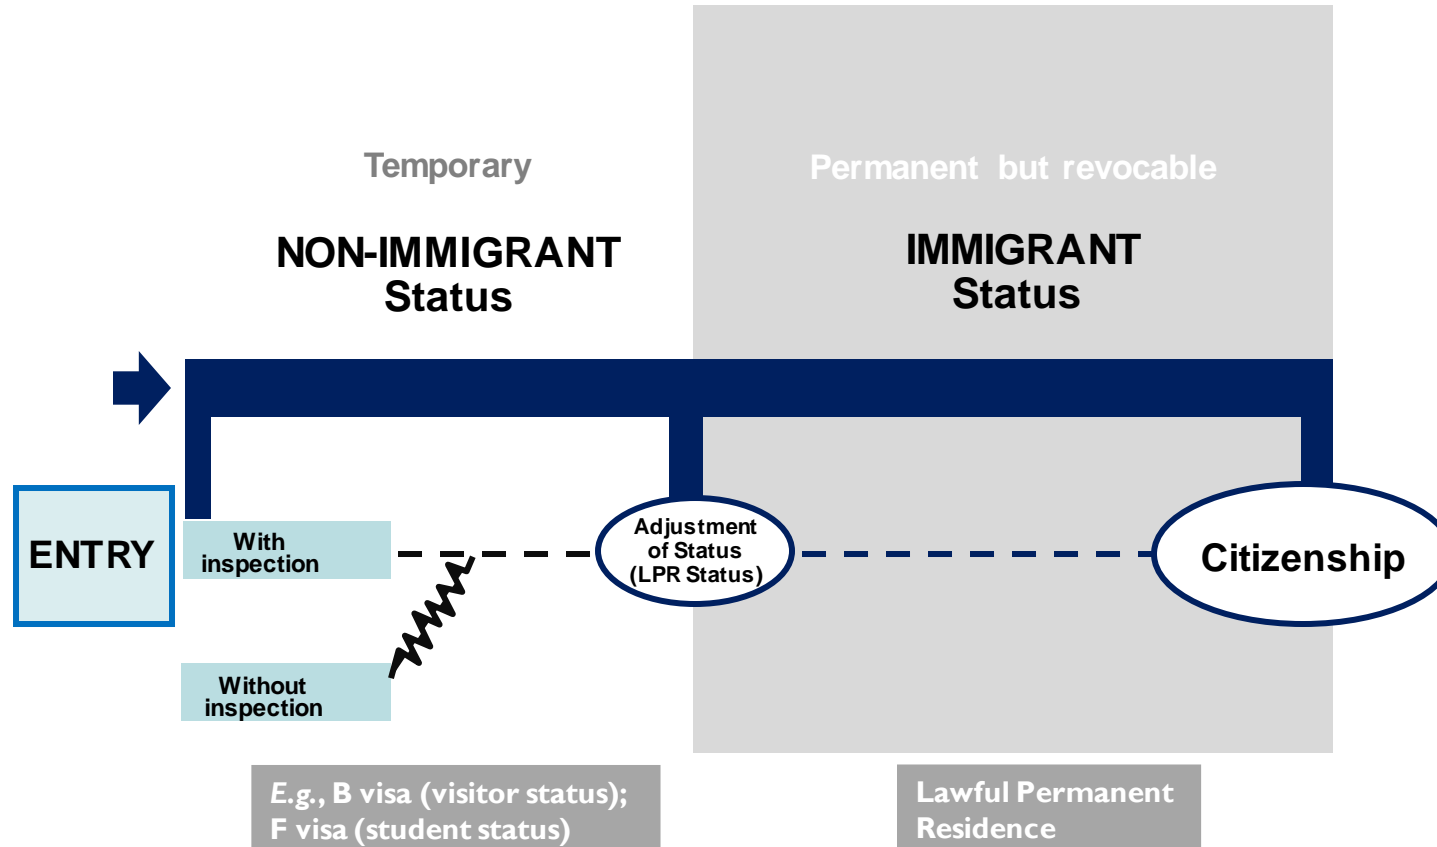 Temporary
Permanent but revocable
NON-IMMIGRANT
Status
IMMIGRANT
Status
ENTRY
With
inspection
Adjustment
of Status
(LPR Status)
Citizenship
Without
inspection
E.g., B visa (visitor status);
F visa (student status)
Lawful Permanent
Residence